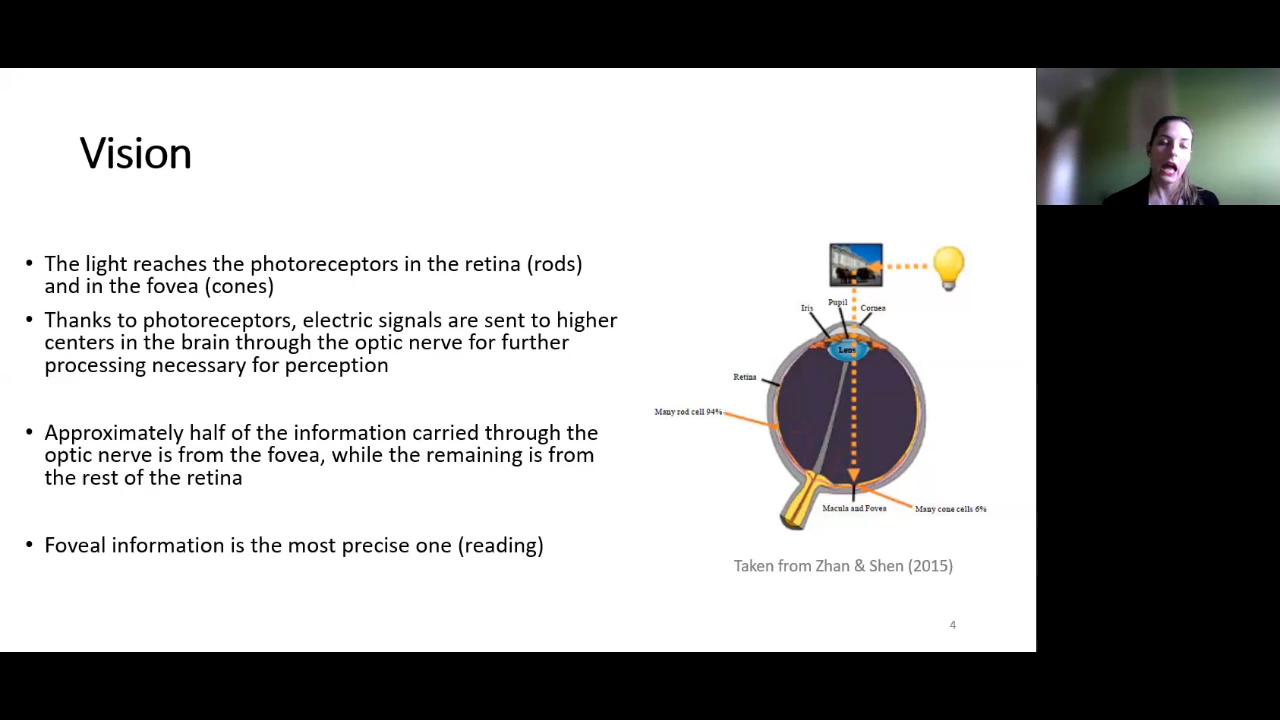 Vision
• The light reaches the photoreceptors in the retina (rods)
and in the fovea (cones)
• Thanks to photoreceptors, electric signals are sent to higher
centers in the brain through the optic nerve for further
processing necessary for perception
• Approximately half of the information carried through the
optic nerve is from the fovea, while the remaining is from
the rest of the retina
• Foveal information is the most precise one (reading)
Pupil
Iris
Cornea
Lens
Retina
Many rod cell 94%
Macula and Fovea
Many cone cells 6%
Taken from Zhan & Shen (2015)
4